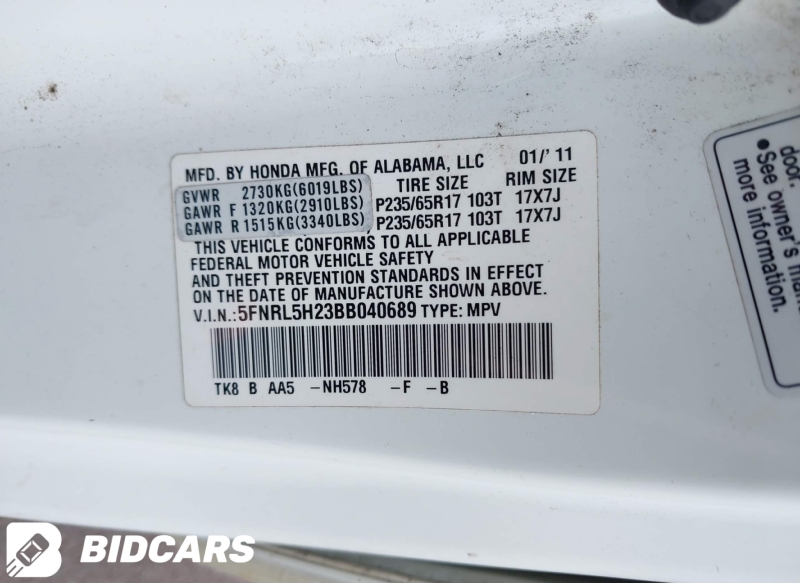 MFD. BY HONDA MFG. OF ALABAMA, LLC 01/'11
GVWR 2730KG(6019LBS) TIRE SIZE RIM SIZE
GAWR F 1320KG(2910LBS) P235/65R17 103T 17X7J
GAWR R 1515KG(3340LBS) P235/65R17 103T 17X7J
THIS VEHICLE CONFORMS TO ALL APPLICABLE
FEDERAL MOTOR VEHICLE SAFETY
AND THEFT PREVENTION STANDARDS IN EFFECT
ON THE DATE OF MANUFACTURE SHOWN ABOVE.
V.I.N.:5FNRL5H23BB040689 TYPE: MPV
TK8 B AA5 -NH578 -F -B
door.
•See owner's
more information.
BIDCARS